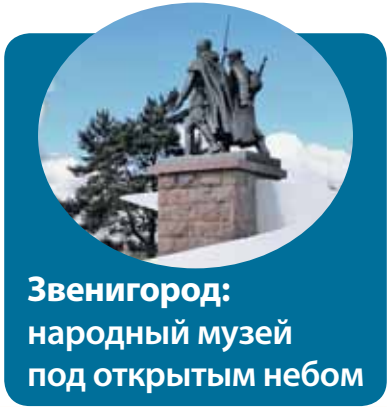 Звенигород:
народный музей
под открытым небом